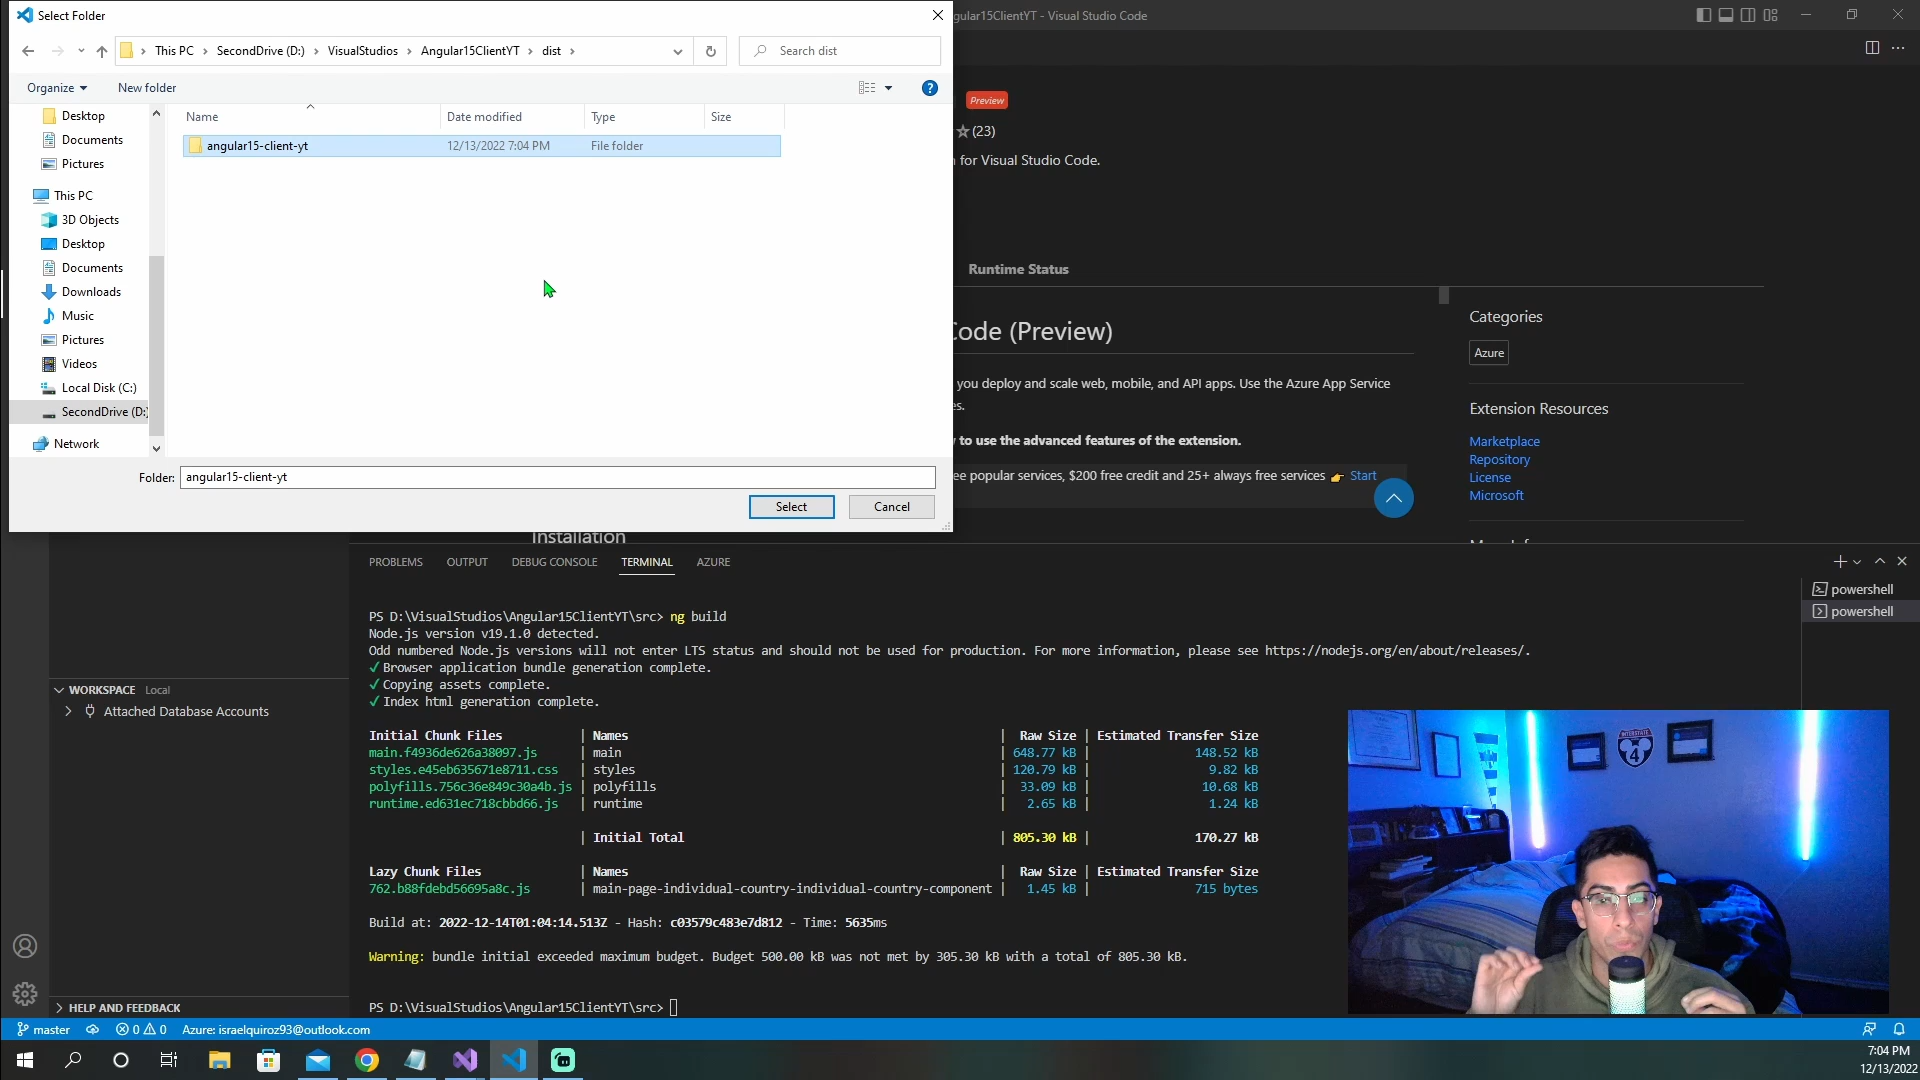 Select Folder
gular15ClientYT - Visual Studio Code
This PC
SecondDrive (D:)
VisualStudios
Angular15ClientYT
dist
Search dist
Organize
New folder
Name
Date modified
Type
Size
Desktop
Documents
Pictures
This PC
3D Objects
Desktop
Documents
Downloads
Music
Pictures
Videos
Local Disk (C:)
SecondDrive (D:)
Network
angular15-client-yt
12/13/2022 7:04 PM
File folder
Folder:
angular15-client-yt
Select
Cancel
Preview
(23)
n for Visual Studio Code.
Runtime Status
Code (Preview)
you deploy and scale web, mobile, and API apps. Use the Azure App Service
es.
to use the advanced features of the extension.
ee popular services, $200 free credit and 25+ always free services 👉 Start
Installation
Categories
Azure
Extension Resources
Marketplace
Repository
License
Microsoft
PROBLEMS
OUTPUT
DEBUG CONSOLE
TERMINAL
AZURE
powershell
powershell
PS D:\VisualStudios\Angular15ClientYT\src> ng build
Node.js version v19.1.0 detected.
Odd numbered Node.js versions will not enter LTS status and should not be used for production. For more information, please see https://nodejs.org/en/about/releases/.
✓ Browser application bundle generation complete.
✓ Copying assets complete.
✓ Index html generation complete.
Initial Chunk Files | Names | Raw Size | Estimated Transfer Size
main.f4936de626a38097.js | main | 648.77 kB | 148.52 kB
styles.e45eb635671e8711.css | styles | 120.79 kB | 9.82 kB
polyfills.756c36e849c30a4b.js | polyfills | 33.09 kB | 10.68 kB
runtime.ed631ec718cbbd66.js | runtime | 2.65 kB | 1.24 kB
| Initial Total | 805.30 kB | 170.27 kB
Lazy Chunk Files | Names | Raw Size | Estimated Transfer Size
762.b88fdebd56695a8c.js | main-page-individual-country-individual-country-component | 1.45 kB | 715 bytes
Build at: 2022-12-14T01:04:14.513Z - Hash: c03579c483e7d812 - Time: 5635ms
Warning: bundle initial exceeded maximum budget. Budget 500.00 kB was not met by 305.30 kB with a total of 805.30 kB.
PS D:\VisualStudios\Angular15ClientYT\src>
WORKSPACE Local
Attached Database Accounts
HELP AND FEEDBACK
INTERSTATE
4
master
0
0
Azure: israelquiroz93@outlook.com
7:04 PM
12/13/2022